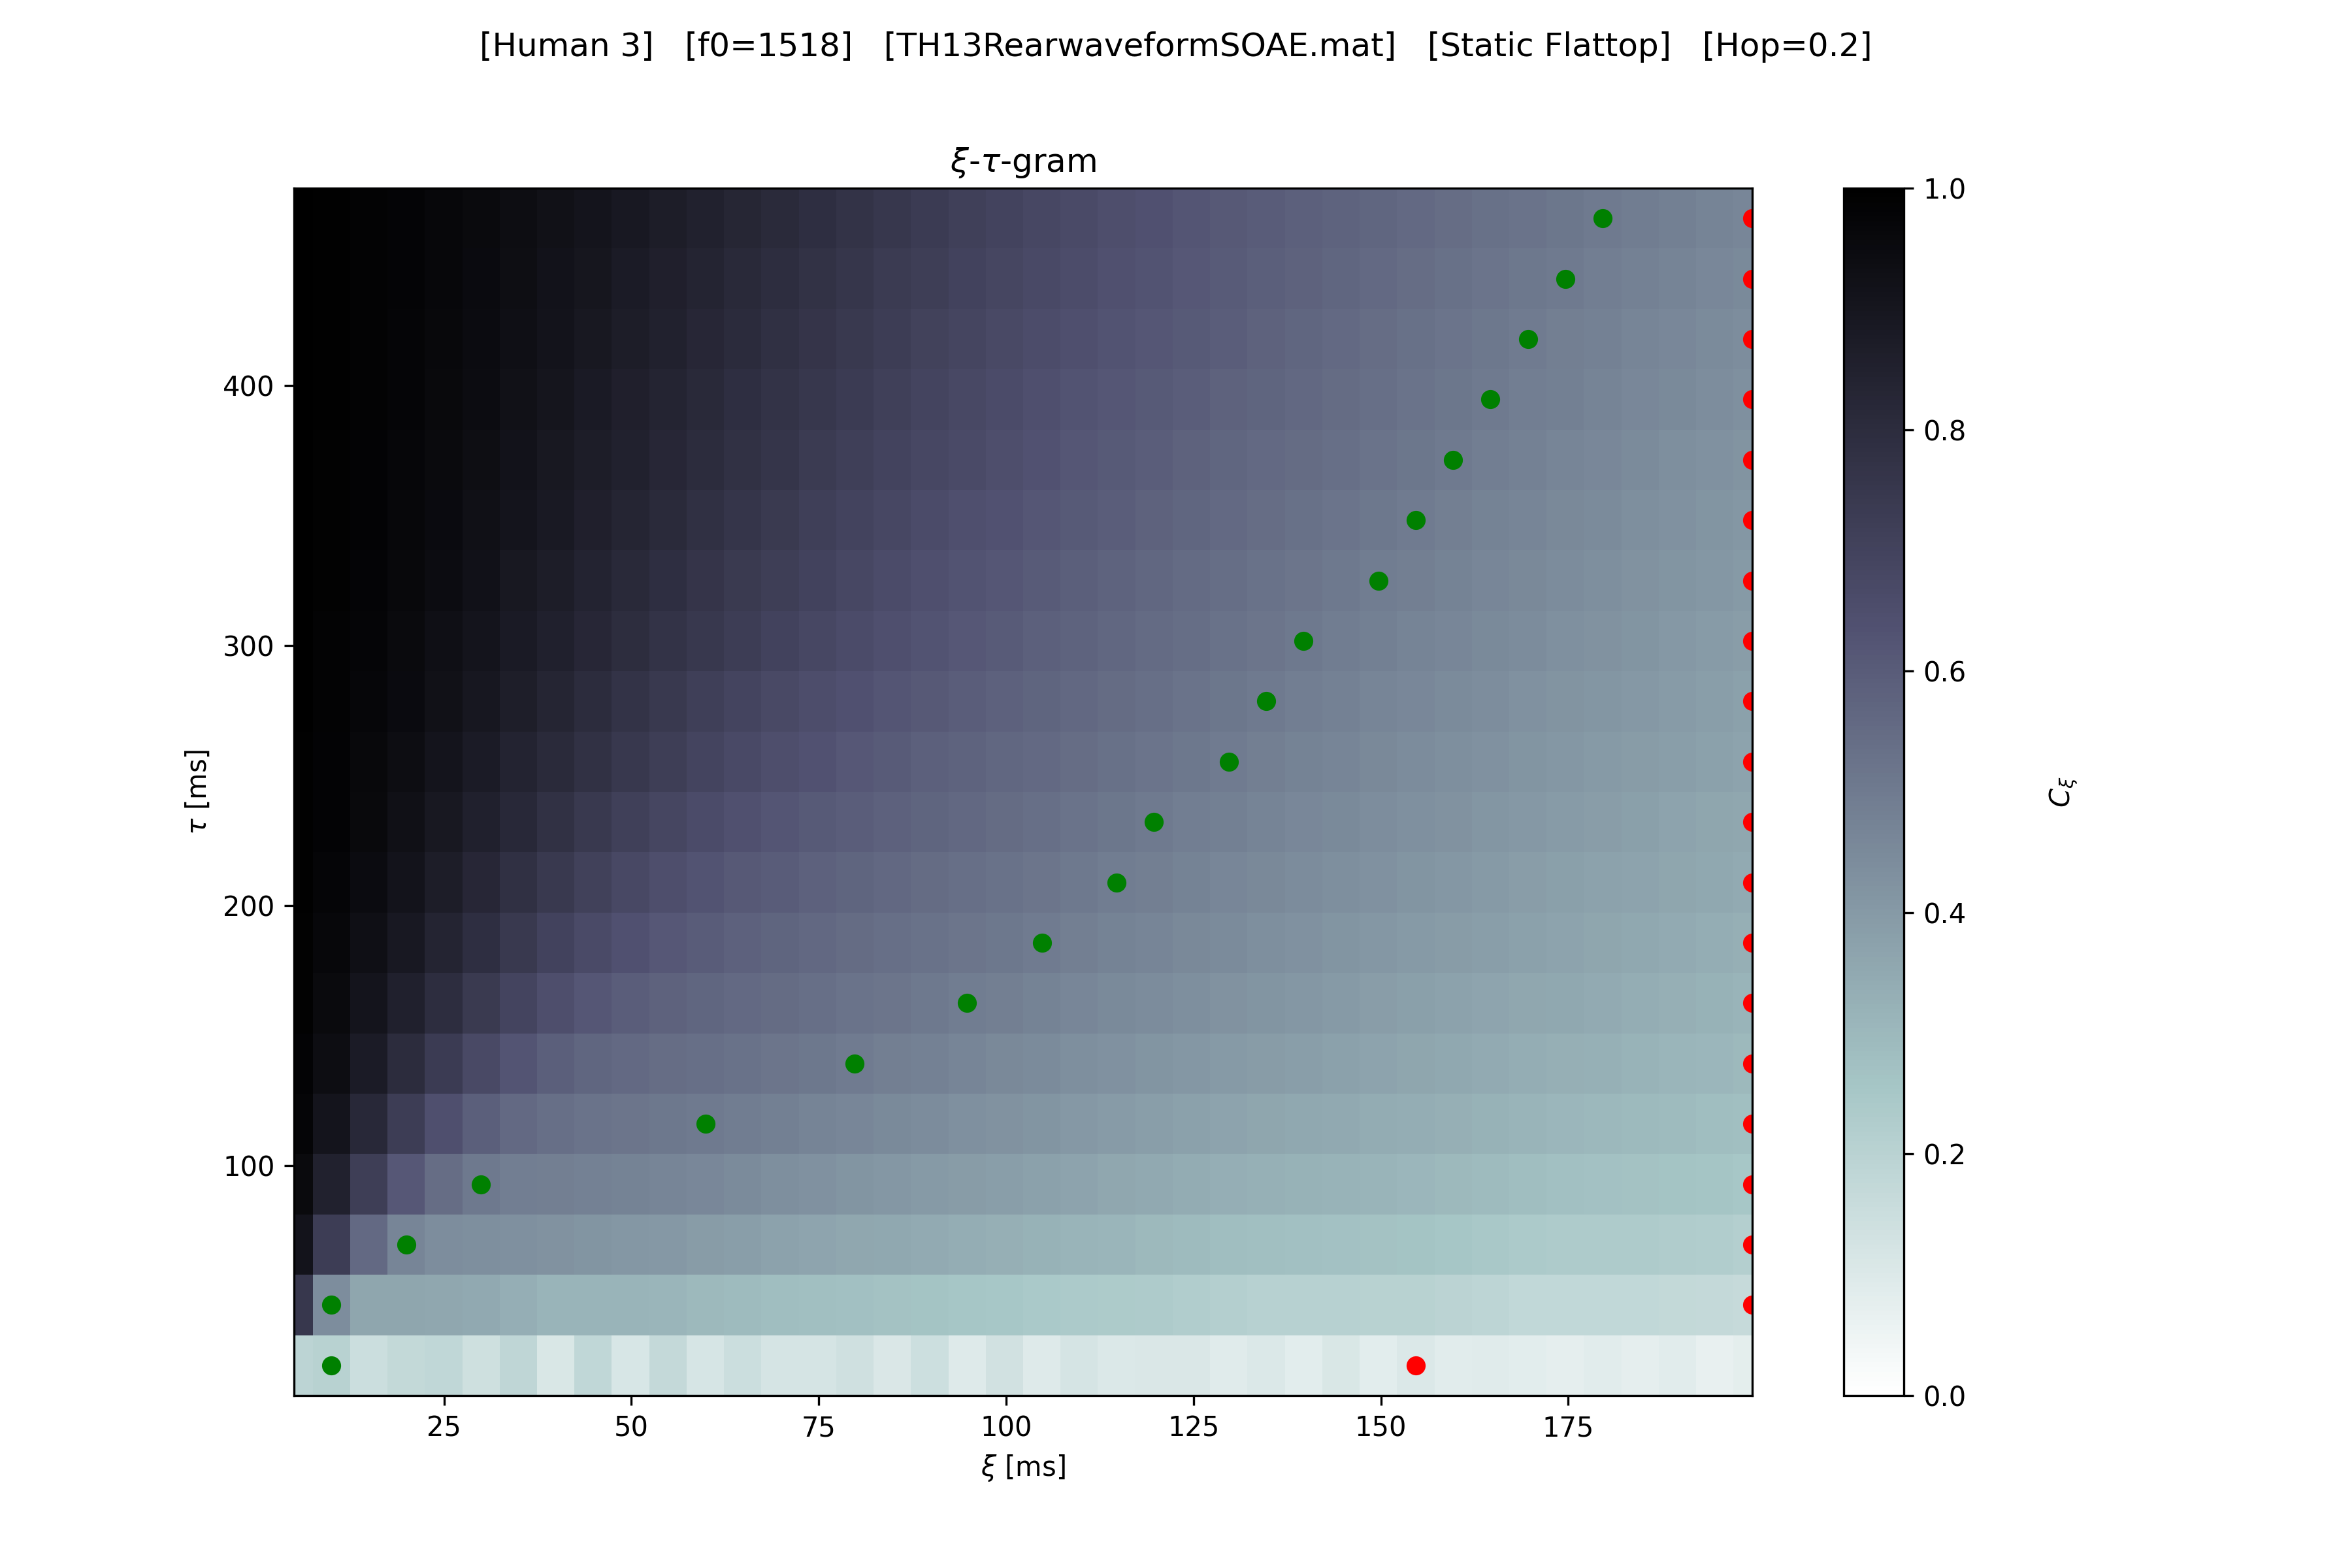 [Human 3] [f0=1518] [TH13RearwaveformSOAE.mat] [Static Flattop] [Hop=0.2]
ξ-τ-gram
1.0
400
0.8
300
0.6
τ [ms]
Cξ
200
0.4
100
0.2
0.0
25 50 75 100 125 150 175
ξ [ms]